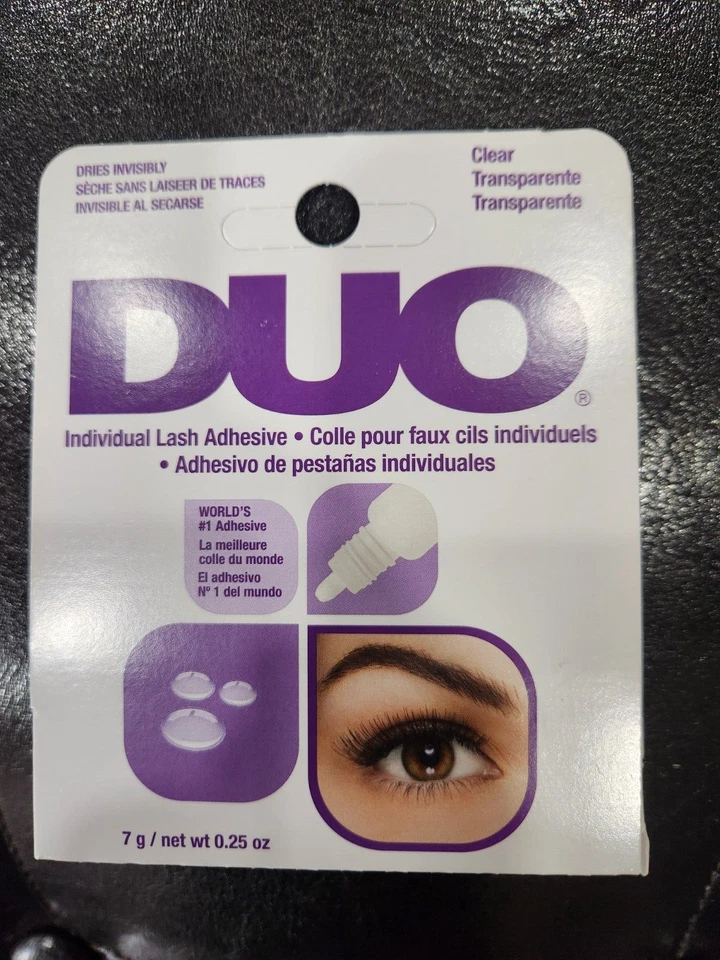 DRIES INVISIBLY
SÈCHE SANS LAISEER DE TRACES
INVISIBLE AL SECARSE
Clear
Transparente
Transparente
DUO®
Individual Lash Adhesive • Colle pour faux cils individuels
• Adhesivo de pestañas individuales
WORLD'S
#1 Adhesive
La meilleure
colle du monde
El adhesivo
Nº 1 del mundo
7 g / net wt 0.25 oz